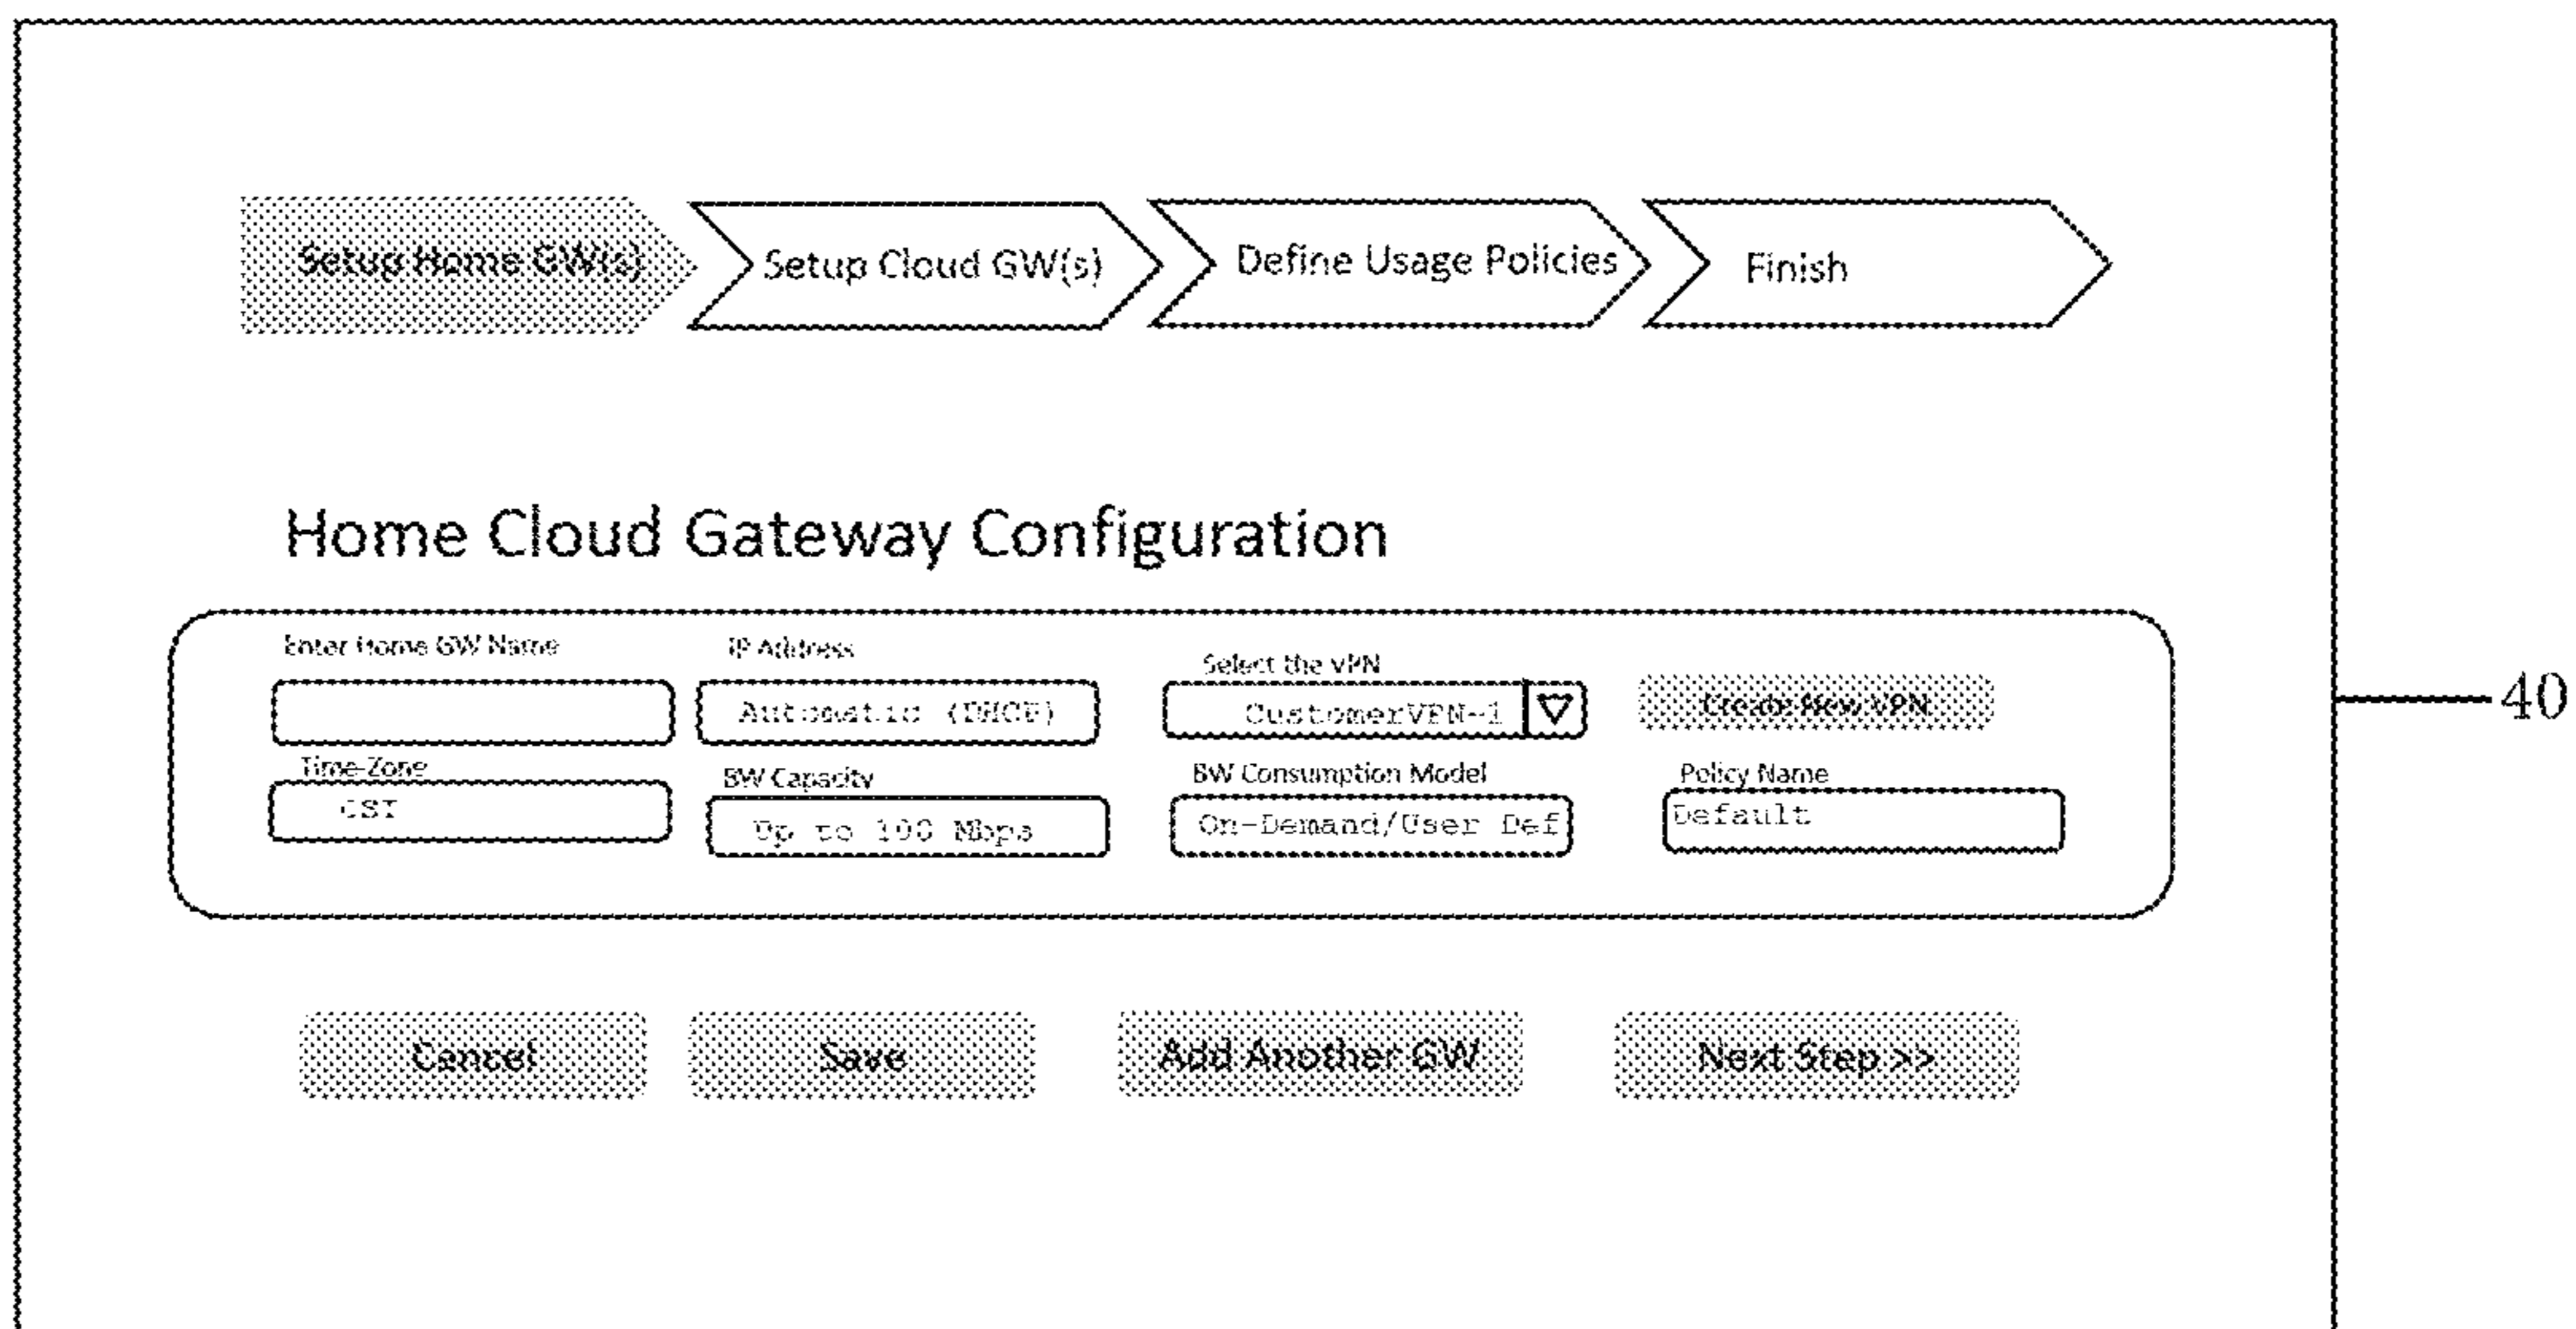 Setup Home GW(s)
Setup Cloud GW(s)
Define Usage Policies
Finish
Home Cloud Gateway Configuration
Enter Home GW Name
IP Address
Select the VPN
Automatic (DHCP)
CustomerVPN-1
Create New VPN
Time-Zone
BW Capacity
BW Consumption Model
Policy Name
CST
Up to 100 Mbps
On-Demand/User Def
Default
Cancel
Save
Add Another GW
Next Step >>
40